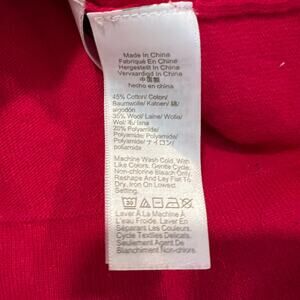 Made In China
Fabriqué En Chine
Hergestellt In China
Vervaardigd in China
中国製
hecho en china
45% Cotton/ Coton/
Baumwolle/ Katoen/ 綿/
algodón
35% Wool/ Laine/ Wolle/
Wol/ 毛/ lana
20% Polyamide/
Polyamide/ Polyamide/
Polyamide/ ナイロン/
poliamida
Machine Wash Cold, With
Like Colors. Gentle Cycle.
Non-chlorine Bleach Only.
Reshape And Lay Flat To
Dry. Iron On Lowest
Setting.
Laver À La Machine À
L'eau Froide. Laver En
Séparant Les Couleurs.
Cycle Textiles Délicats.
Seulement Agent De
Blanchiment Non-chloré.